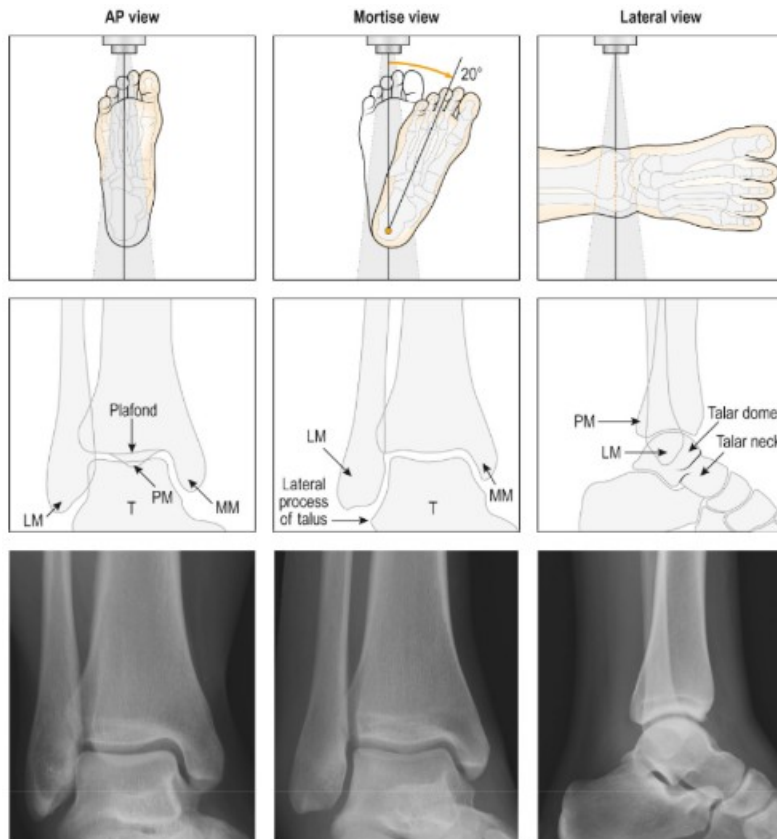 AP view
Mortise view
Lateral view
20°
Plafond
LM
PM
MM
T
LM
Lateral
process
of talus
MM
T
PM
LM
Talar dome
Talar neck